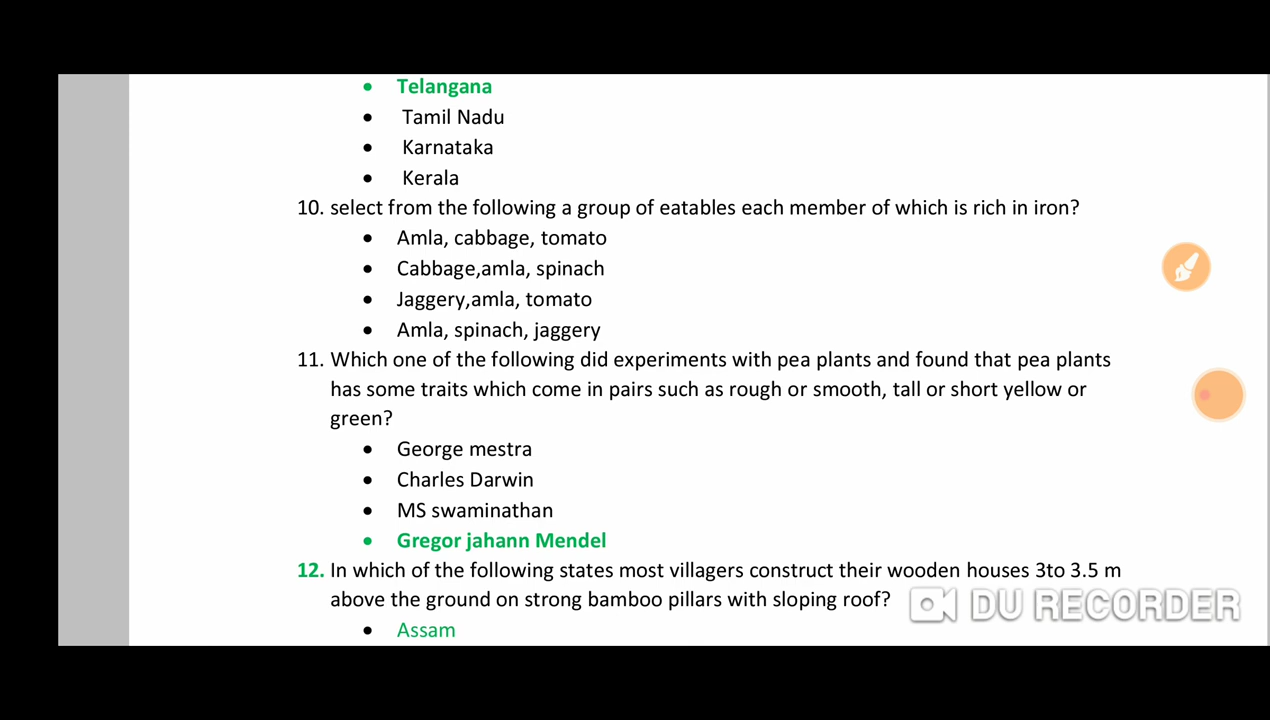 • Telangana
• Tamil Nadu
• Karnataka
• Kerala
10. select from the following a group of eatables each member of which is rich in iron?
• Amla, cabbage, tomato
• Cabbage,amla, spinach
• Jaggery,amla, tomato
• Amla, spinach, jaggery
11. Which one of the following did experiments with pea plants and found that pea plants
has some traits which come in pairs such as rough or smooth, tall or short yellow or
green?
• George mestra
• Charles Darwin
• MS swaminathan
• Gregor jahann Mendel
12. In which of the following states most villagers construct their wooden houses 3to 3.5 m
above the ground on strong bamboo pillars with sloping roof?
DU RECORDER
• Assam